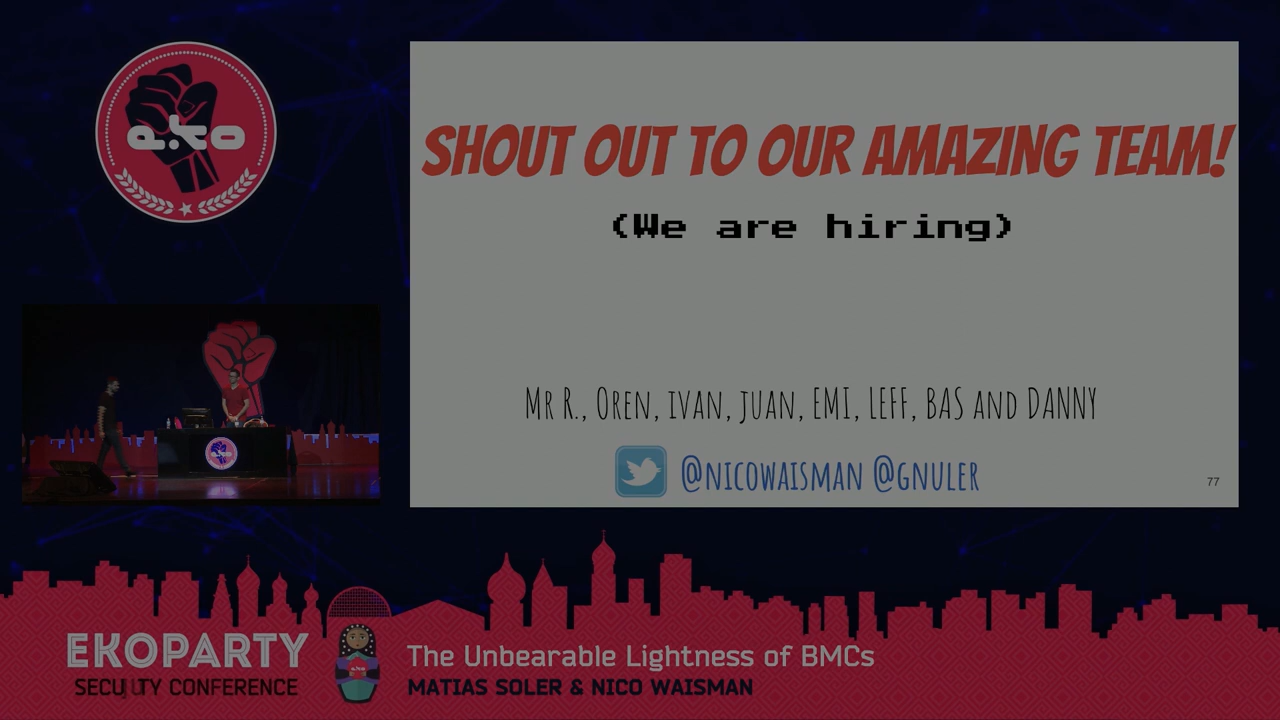 eko
SHOUT OUT TO OUR AMAZING TEAM!
(We are hiring)
Mr R., Oren, ivan, juan, EMI, LEFF, BAS and DANNY
@NICOWAISMAN @GNULER
77
EKOPARTY
SECURITY CONFERENCE
The Unbearable Lightness of BMCs
MATIAS SOLER & NICO WAISMAN